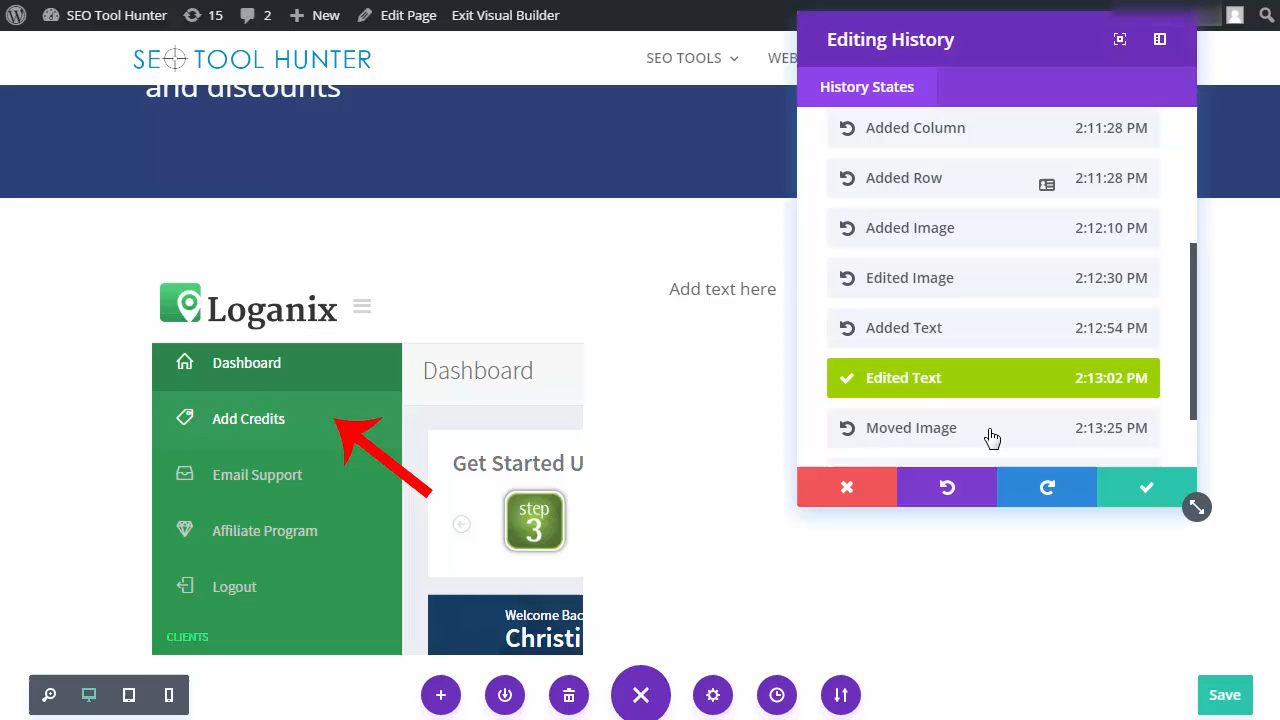 SEO Tool Hunter 15 2 New Edit Page Exit Visual Builder
SEO TOOL HUNTER
SEO TOOLS WEB
and discounts
Editing History
History States
Added Column 2:11:28 PM
Added Row 2:11:28 PM
Added Image 2:12:10 PM
Edited Image 2:12:30 PM
Added Text 2:12:54 PM
Edited Text 2:13:02 PM
Moved Image 2:13:25 PM
Add text here
Loganix
Dashboard
Add Credits
Email Support
Affiliate Program
Logout
CLIENTS
Dashboard
Get Started U
step
3
Welcome Bac
Christi
Save